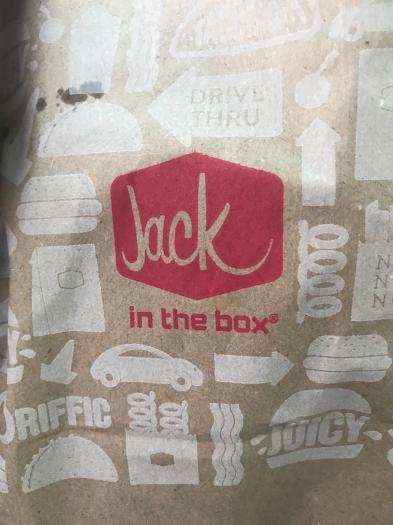 DRIVE
THRU
Jack
in the box®
RIFFIC
JUICY